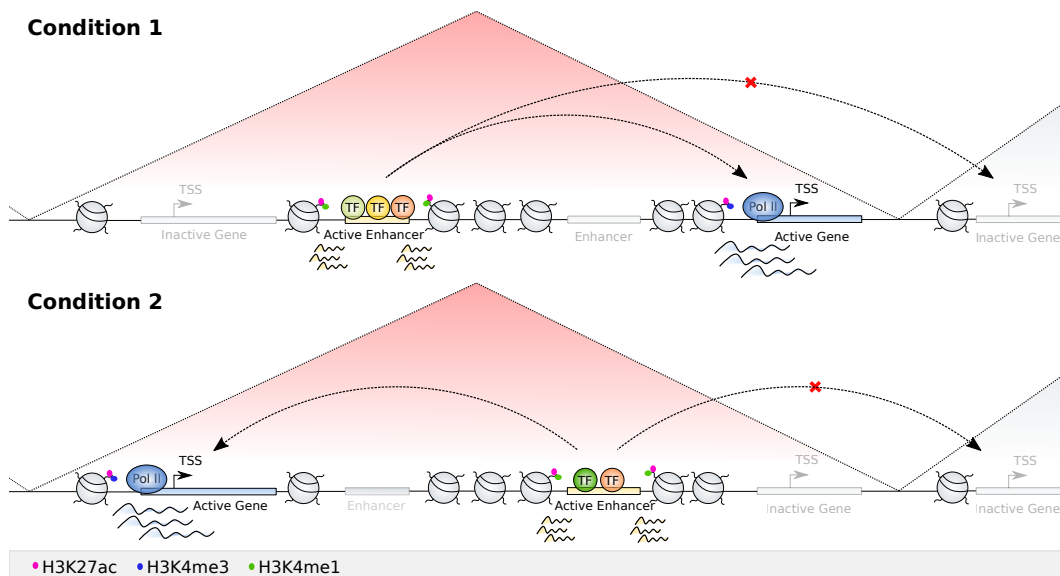 Condition 1
TSS
Inactive Gene
TF TF TF
Active Enhancer
Enhancer
Pol II
TSS
Active Gene
TSS
Inactive Gene
Condition 2
Pol II
TSS
Active Gene
Enhancer
TF TF
Active Enhancer
TSS
Inactive Gene
TSS
Inactive Gene
H3K27ac H3K4me3 H3K4me1